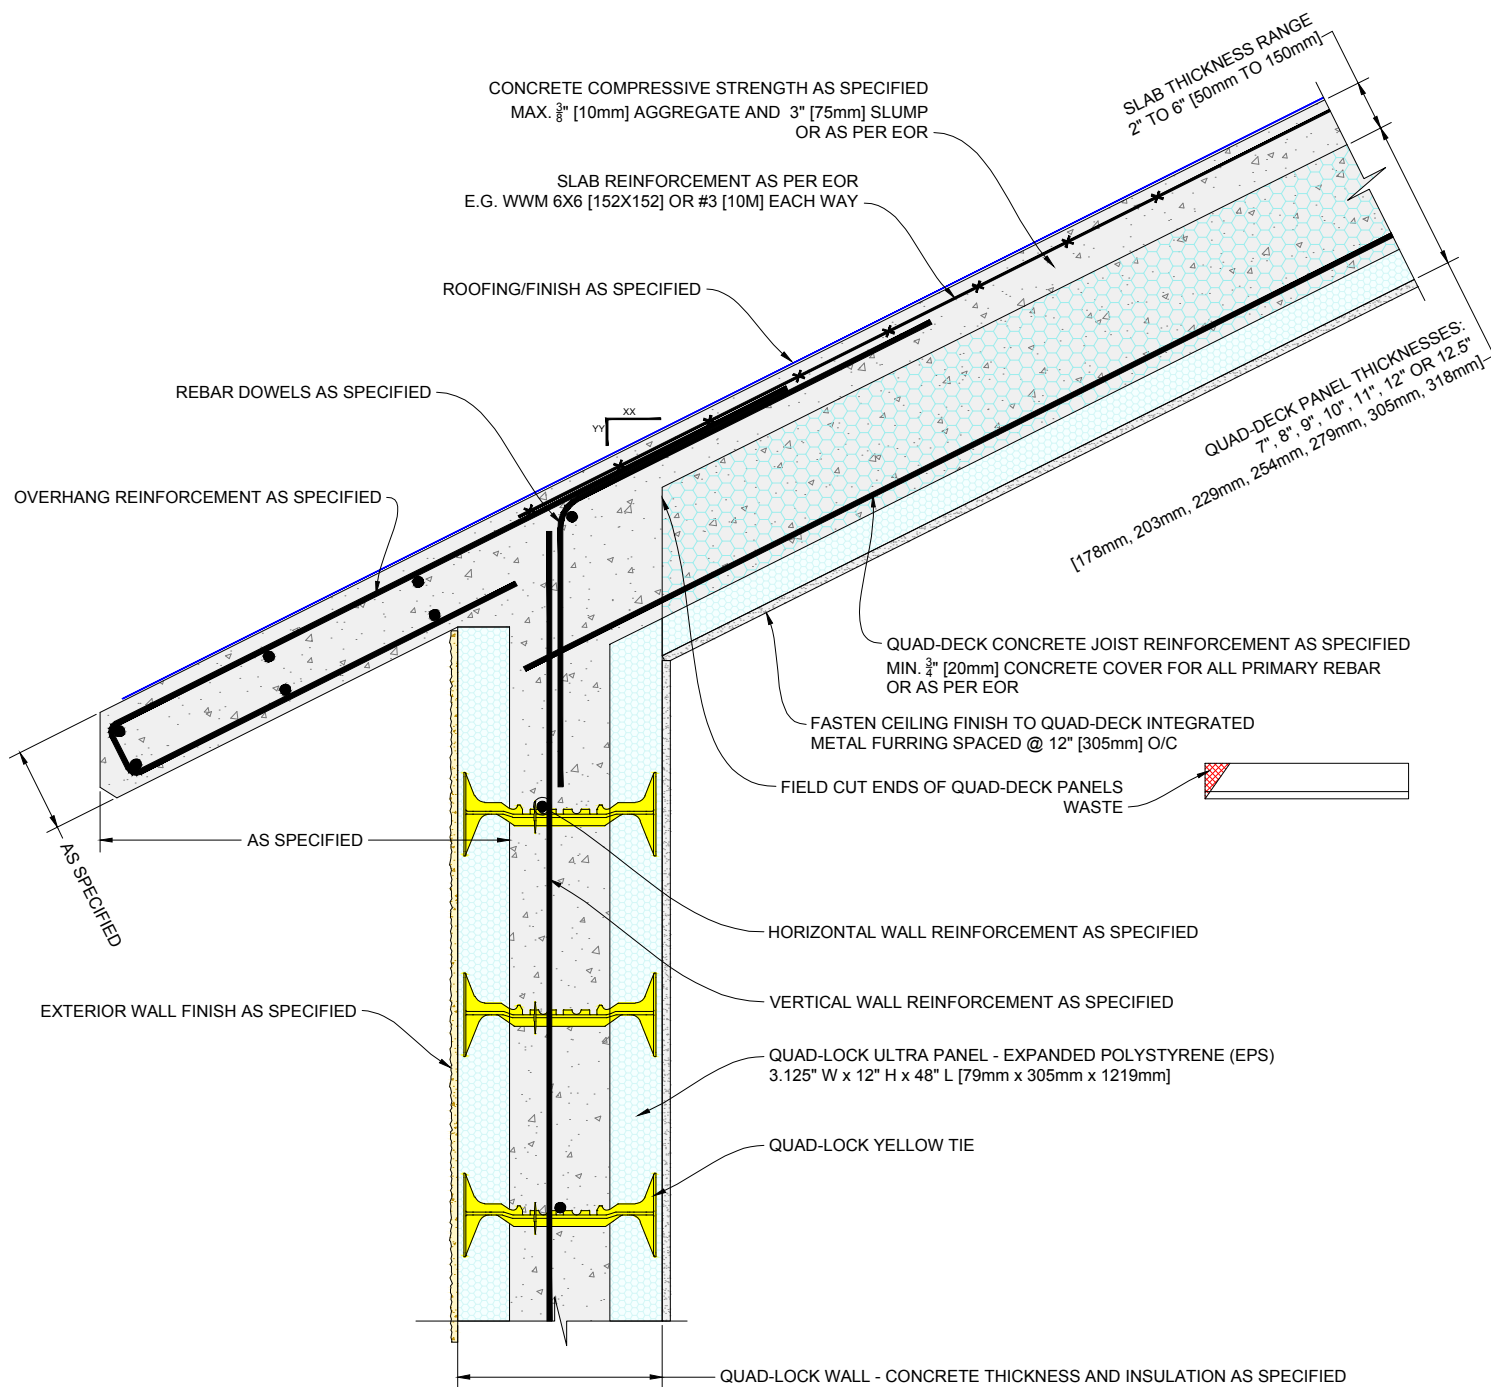 SLAB THICKNESS RANGE
2" TO 6" [50mm TO 150mm]
CONCRETE COMPRESSIVE STRENGTH AS SPECIFIED
MAX. 3/8" [10mm] AGGREGATE AND 3" [75mm] SLUMP
OR AS PER EOR
SLAB REINFORCEMENT AS PER EOR
E.G. WWM 6X6 [152X152] OR #3 [10M] EACH WAY
ROOFING/FINISH AS SPECIFIED
QUAD-DECK PANEL THICKNESSES:
7", 8", 9", 10", 11", 12" OR 12.5"
[178mm, 203mm, 229mm, 254mm, 279mm, 305mm, 318mm]
REBAR DOWELS AS SPECIFIED
XX
YY
OVERHANG REINFORCEMENT AS SPECIFIED
QUAD-DECK CONCRETE JOIST REINFORCEMENT AS SPECIFIED
MIN. 3/4" [20mm] CONCRETE COVER FOR ALL PRIMARY REBAR
OR AS PER EOR
FASTEN CEILING FINISH TO QUAD-DECK INTEGRATED
METAL FURRING SPACED @ 12" [305mm] O/C
FIELD CUT ENDS OF QUAD-DECK PANELS
WASTE
AS SPECIFIED
AS SPECIFIED
HORIZONTAL WALL REINFORCEMENT AS SPECIFIED
VERTICAL WALL REINFORCEMENT AS SPECIFIED
EXTERIOR WALL FINISH AS SPECIFIED
QUAD-LOCK ULTRA PANEL - EXPANDED POLYSTYRENE (EPS)
3.125" W x 12" H x 48" L [79mm x 305mm x 1219mm]
QUAD-LOCK YELLOW TIE
QUAD-LOCK WALL - CONCRETE THICKNESS AND INSULATION AS SPECIFIED